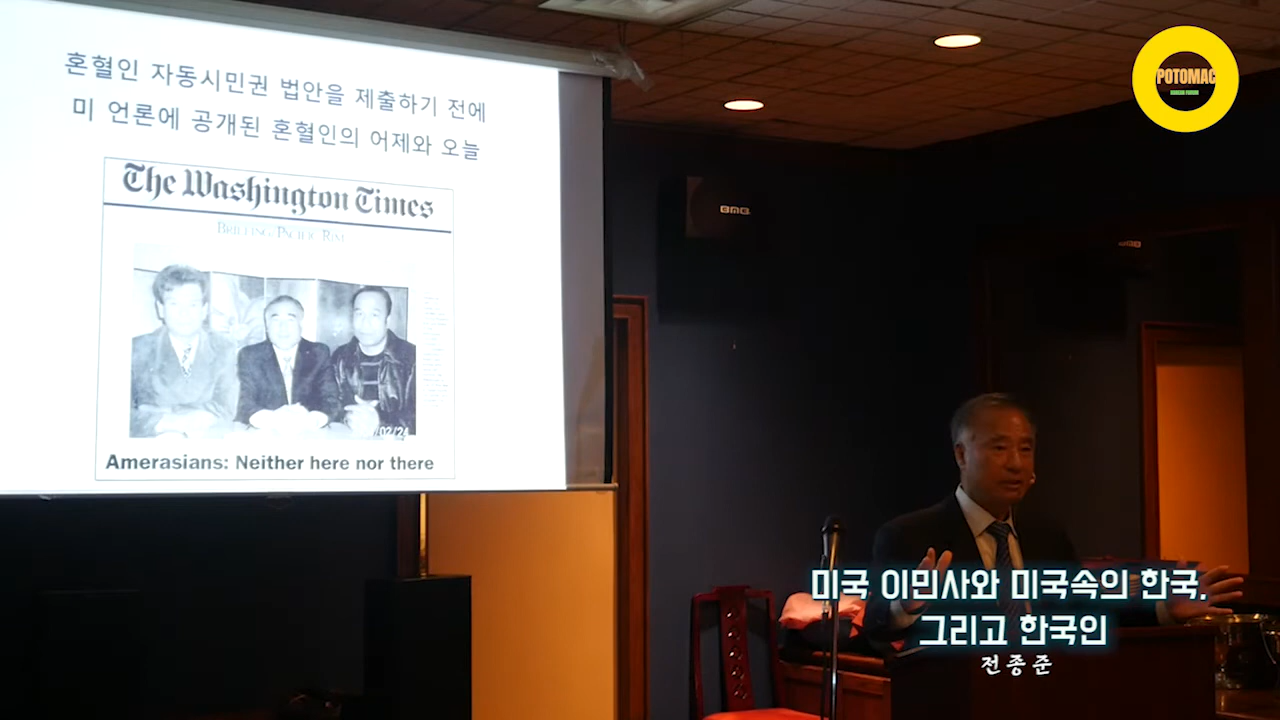 혼혈인 자동시민권 법안을 제출하기 전에
미 언론에 공개된 혼혈인의 어제와 오늘
The Washington Times
BRIEFING PACIFIC RIM
02/24
Amerasians: Neither here nor there
POTOMAC
KOREAN FORUM
미국 이민사와 미국속의 한국,
그리고 한국인
전종준